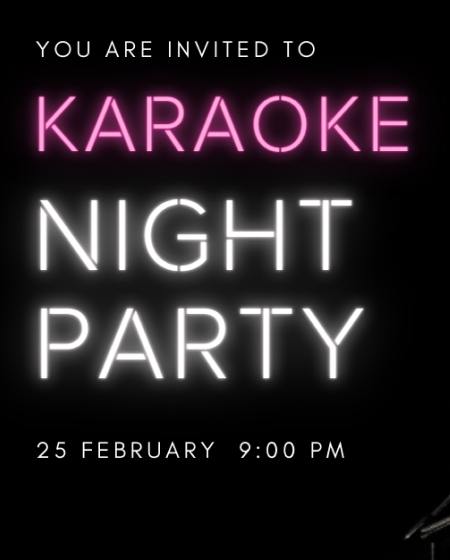 YOU ARE INVITED TO
KARAOKE
NIGHT
PARTY
25 FEBRUARY 9:00 PM